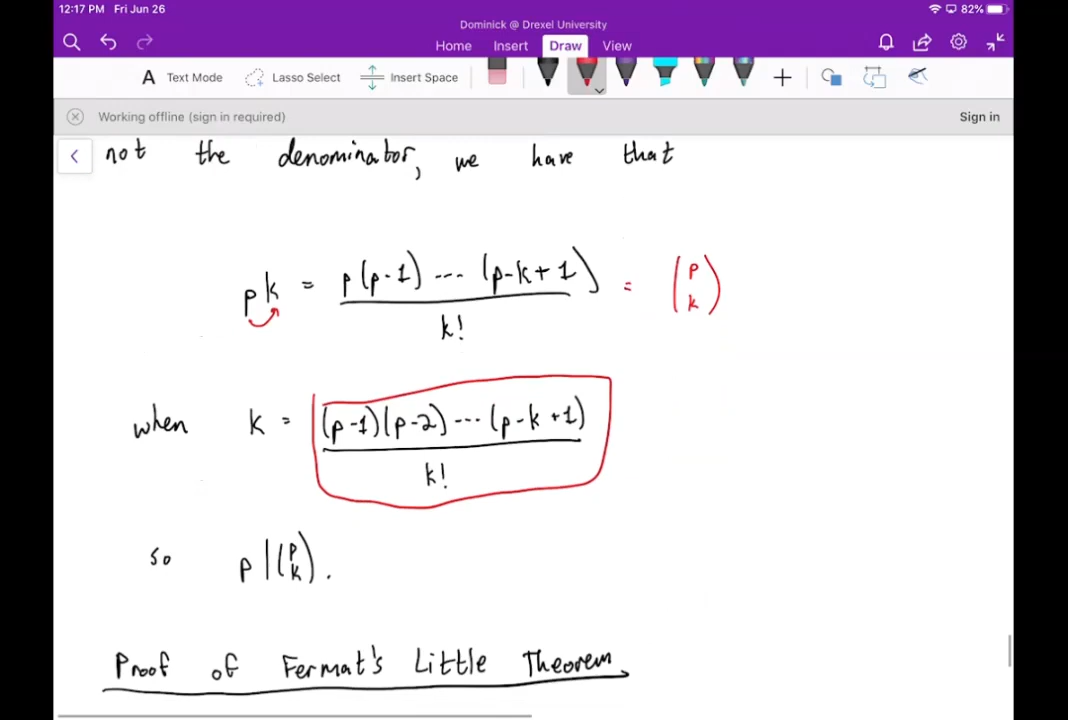 12:17 PM Fri Jun 26
82%
Dominick @ Drexel University
Home Insert Draw View
Text Mode Lasso Select Insert Space
Working offline (sign in required) Sign in
not the denominator, we have that
pk = p(p-1) --- (p-k+1) / k! = (p k)
when k = (p-1)(p-2) --- (p-k+1) / k!
so p | (p k).
Proof of Fermat's Little Theorem